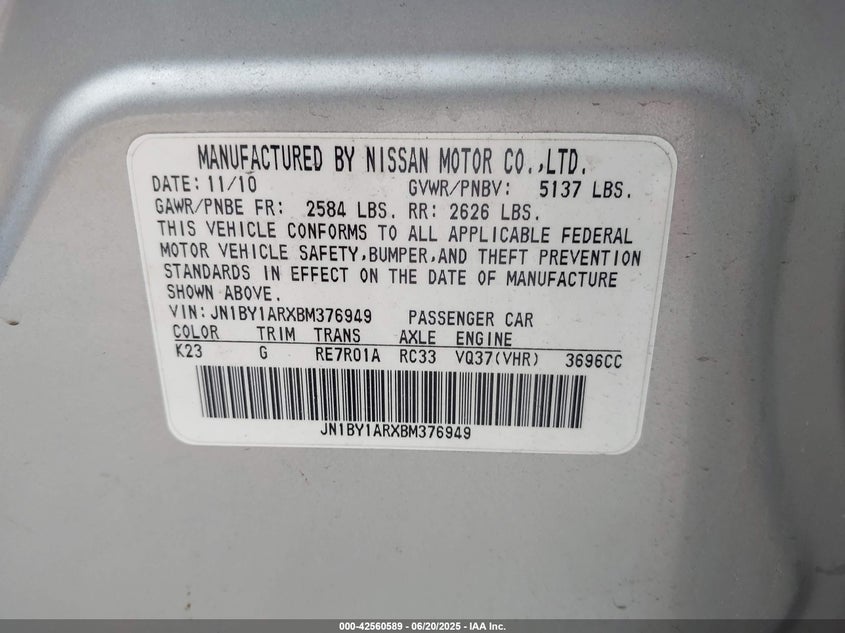 MANUFACTURED BY NISSAN MOTOR CO.,LTD.
DATE: 11/10 GVWR/PNBV: 5137 LBS.
GAWR/PNBE FR: 2584 LBS. RR: 2626 LBS.
THIS VEHICLE CONFORMS TO ALL APPLICABLE FEDERAL
MOTOR VEHICLE SAFETY,BUMPER,AND THEFT PREVENTION
STANDARDS IN EFFECT ON THE DATE OF MANUFACTURE
SHOWN ABOVE.
VIN: JN1BY1ARXBM376949 PASSENGER CAR
COLOR TRIM TRANS AXLE ENGINE
K23 G RE7R01A RC33 VQ37(VHR) 3696CC
JN1BY1ARXBM376949
000-42560589 - 06/20/2025 - IAA Inc.